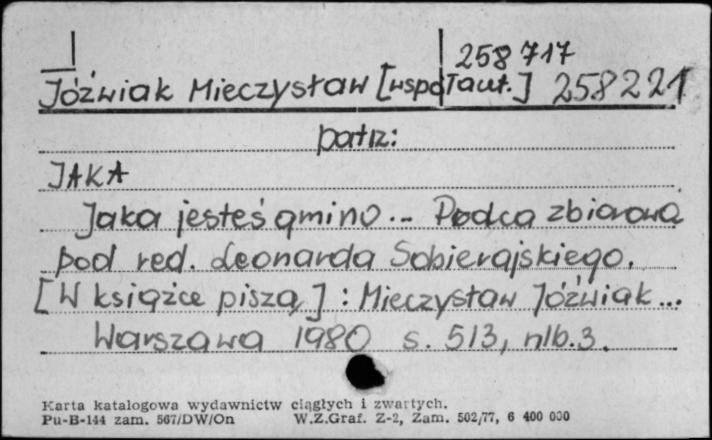 258 717
Jóźwiak Mieczysław [współaut.] 258221
patrz:
JAKA
Jaka jesteś gmino... Praca zbiorowa
pod red. Leonarda Sobierajskiego.
[W książce piszą]: Mieczysław Jóźwiak...
Warszawa 1980 s. 513, nlb.3.
Karta katalogowa wydawnictw ciągłych i zwartych.
Pu-B-144 zam. 567/DW/On W.Z.Graf. Z-2, Zam. 502/77, 6 400 000